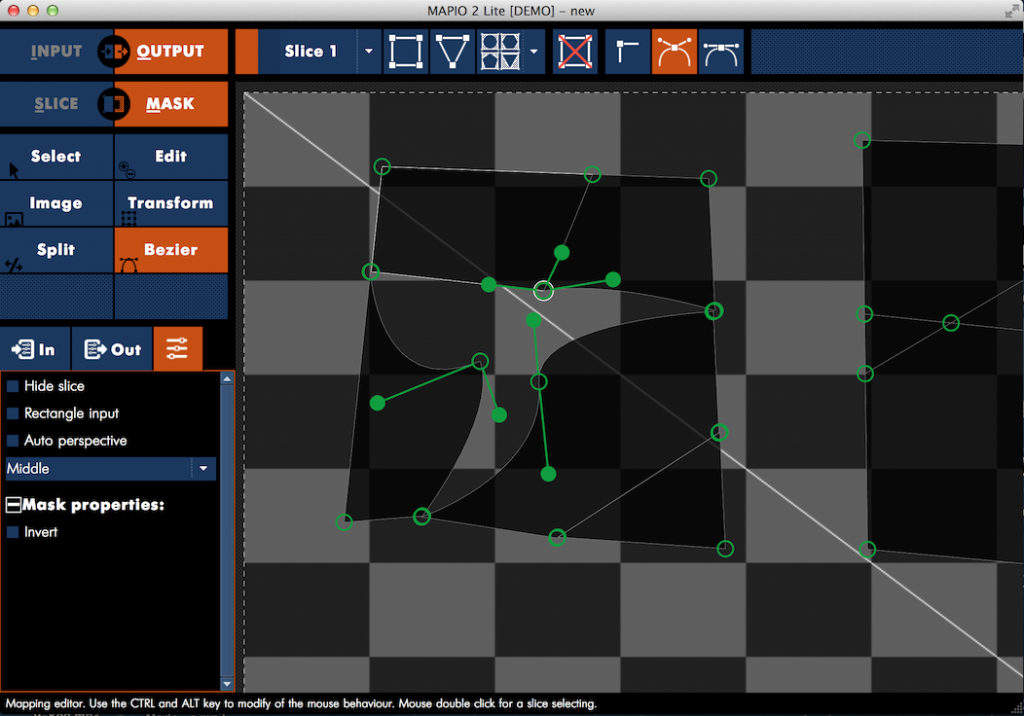 MAPIO 2 Lite [DEMO] – new
INPUT OUTPUT Slice 1
SLICE MASK
Select Edit
Image Transform
Split Bezier
In Out
Hide slice
Rectangle input
Auto perspective
Middle
Mask properties:
Invert
Mapping editor. Use the CTRL and ALT key to modify of the mouse behaviour. Mouse double click for a slice selecting.